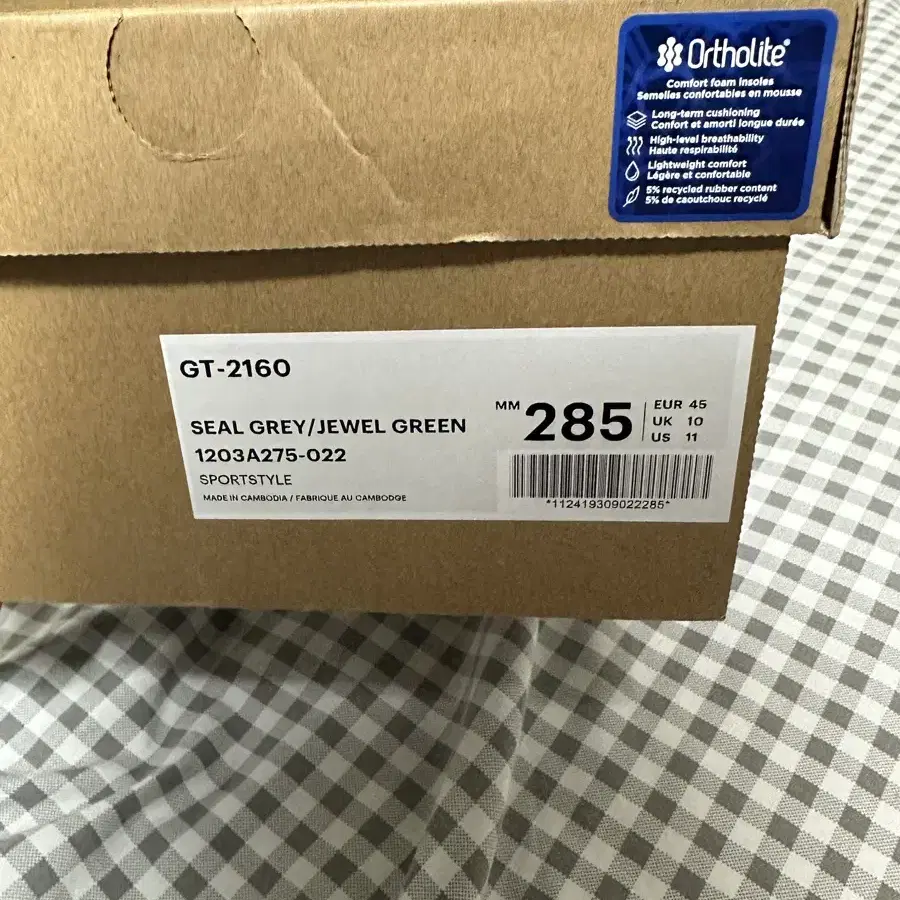 Ortholite®
Comfort foam insoles
Semelles confortables en mousse
Long-term cushioning
Confort et amorti longue durée
High-level breathability
Haute respirabilité
Lightweight comfort
Légère et confortable
5% recycled rubber content
5% de caoutchouc recyclé
GT-2160
SEAL GREY/JEWEL GREEN
1203A275-022
SPORTSTYLE
MADE IN CAMBODIA / FABRIQUE AU CAMBODGE
MM 285
EUR 45
UK 10
US 11
*112419309022285*